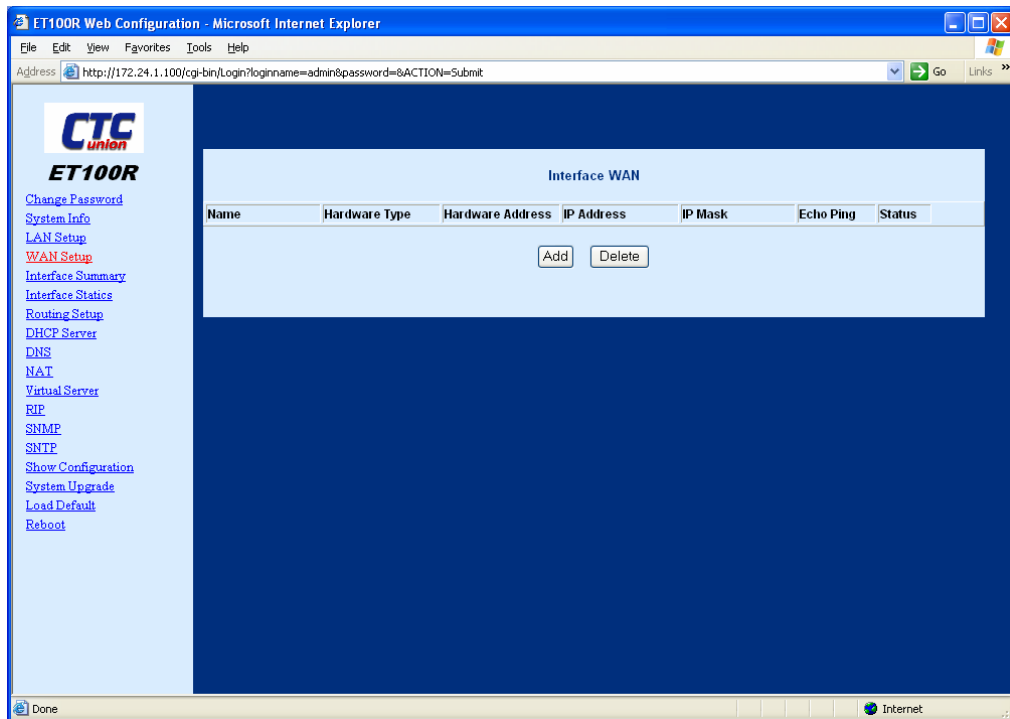 ET100R Web Configuration - Microsoft Internet Explorer
File Edit View Favorites Tools Help
Address http://172.24.1.100/cgi-bin/Login?loginname=admin&password=&ACTION=Submit Go Links »
CTC
union
ET100R
Change Password
System Info
LAN Setup
WAN Setup
Interface Summary
Interface Statics
Routing Setup
DHCP Server
DNS
NAT
Virtual Server
RIP
SNMP
SNTP
Show Configuration
System Upgrade
Load Default
Reboot
Interface WAN
Name Hardware Type Hardware Address IP Address IP Mask Echo Ping Status
Add Delete
Done Internet